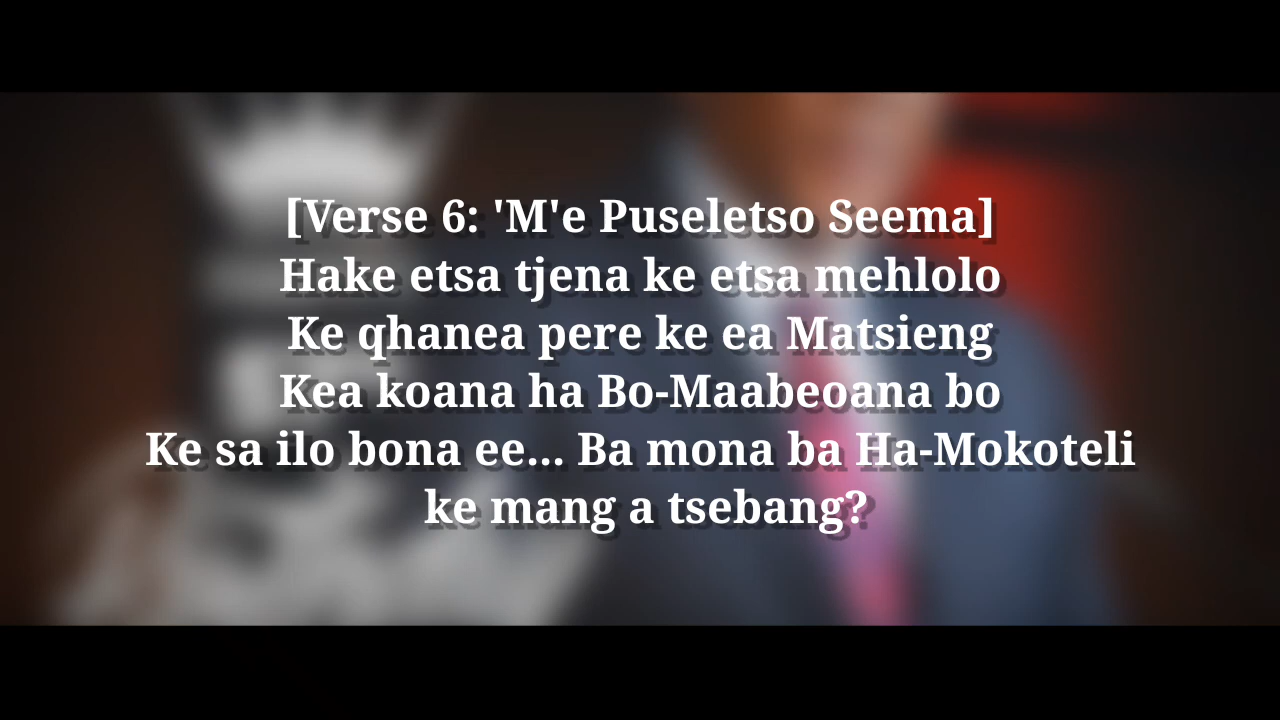 [Verse 6: 'M'e Puseletso Seema]
Hake etsa tjena ke etsa mehlolo
Ke qhanea pere ke ea Matsieng
Kea koana ha Bo-Maabeoana bo
Ke sa ilo bona ee... Ba mona ba Ha-Mokoteli
ke mang a tsebang?